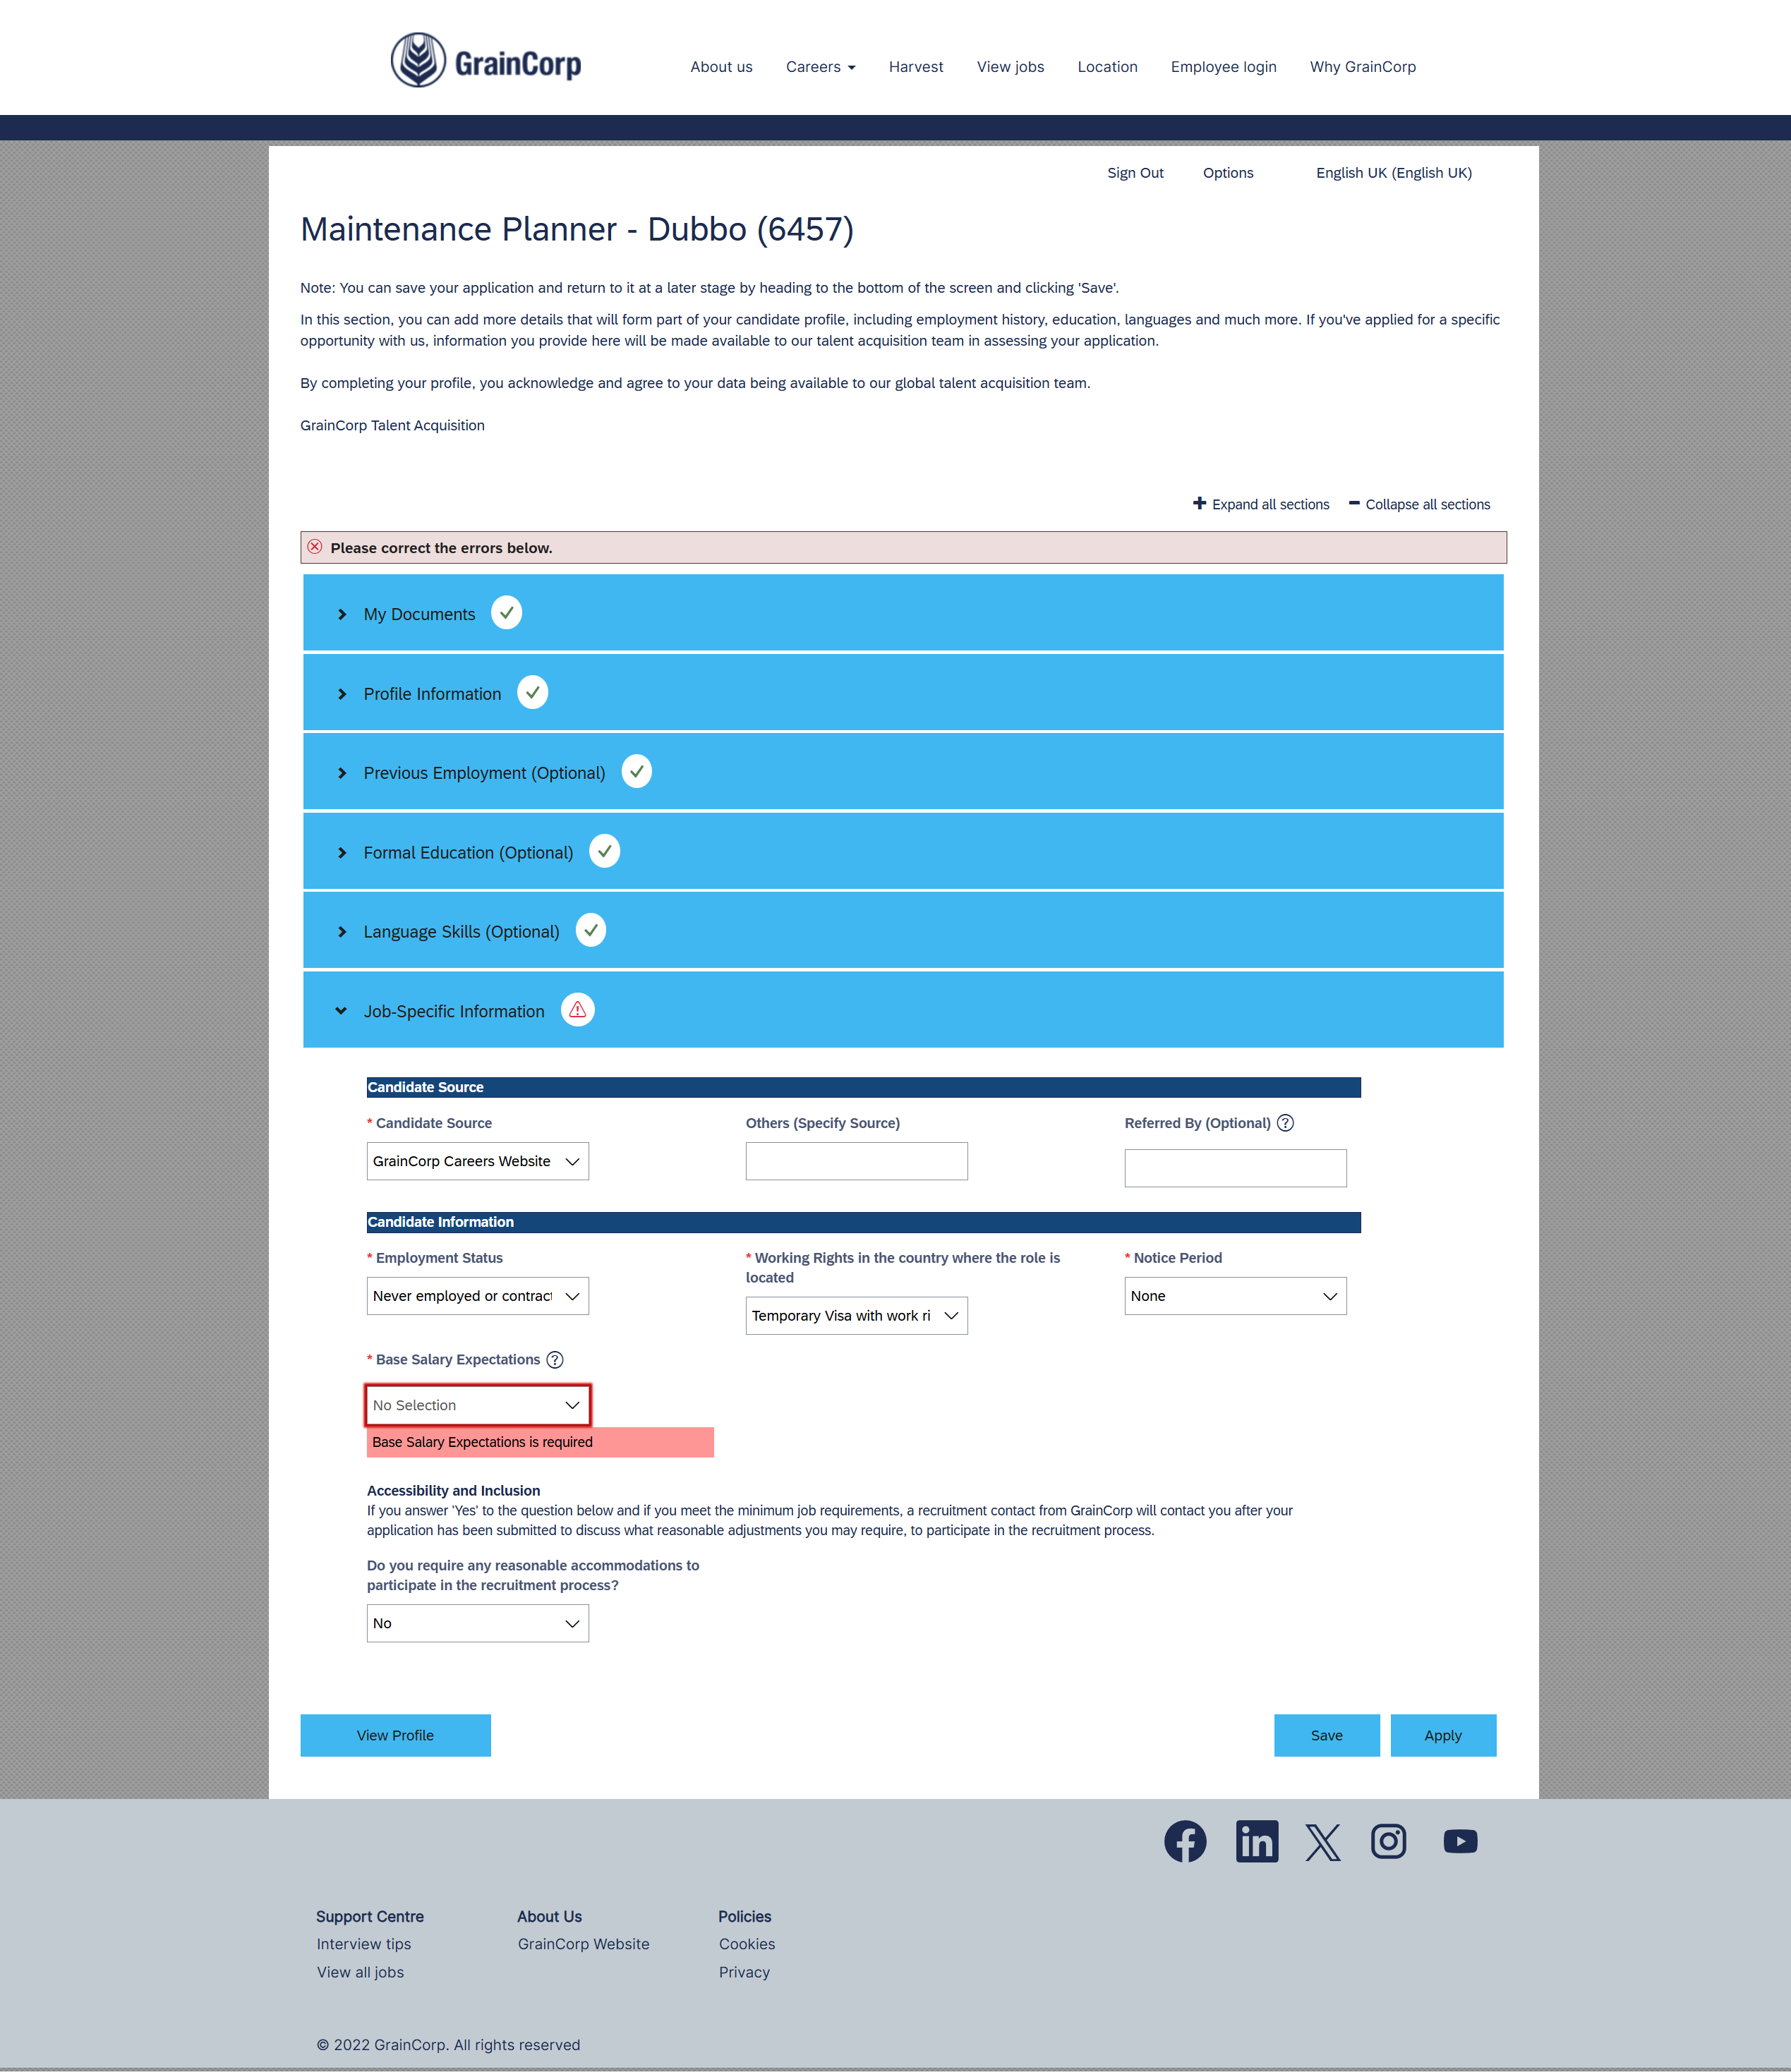 GrainCorp
About us
Careers
Harvest
View jobs
Location
Employee login
Why GrainCorp
Sign Out
Options
English UK (English UK)
Maintenance Planner - Dubbo (6457)
Note: You can save your application and return to it at a later stage by heading to the bottom of the screen and clicking 'Save'.
In this section, you can add more details that will form part of your candidate profile, including employment history, education, languages and much more. If you've applied for a specific
opportunity with us, information you provide here will be made available to our talent acquisition team in assessing your application.
By completing your profile, you acknowledge and agree to your data being available to our global talent acquisition team.
GrainCorp Talent Acquisition
Expand all sections
Collapse all sections
Please correct the errors below.
My Documents
Profile Information
Previous Employment (Optional)
Formal Education (Optional)
Language Skills (Optional)
Job-Specific Information
Candidate Source
* Candidate Source
Others (Specify Source)
Referred By (Optional) ?
GrainCorp Careers Website
Candidate Information
* Employment Status
* Working Rights in the country where the role is
located
* Notice Period
Never employed or contract
Temporary Visa with work ri
None
* Base Salary Expectations ?
No Selection
Base Salary Expectations is required
Accessibility and Inclusion
If you answer 'Yes' to the question below and if you meet the minimum job requirements, a recruitment contact from GrainCorp will contact you after your
application has been submitted to discuss what reasonable adjustments you may require, to participate in the recruitment process.
Do you require any reasonable accommodations to
participate in the recruitment process?
No
View Profile
Save
Apply
Support Centre
About Us
Policies
Interview tips
GrainCorp Website
Cookies
View all jobs
Privacy
© 2022 GrainCorp. All rights reserved